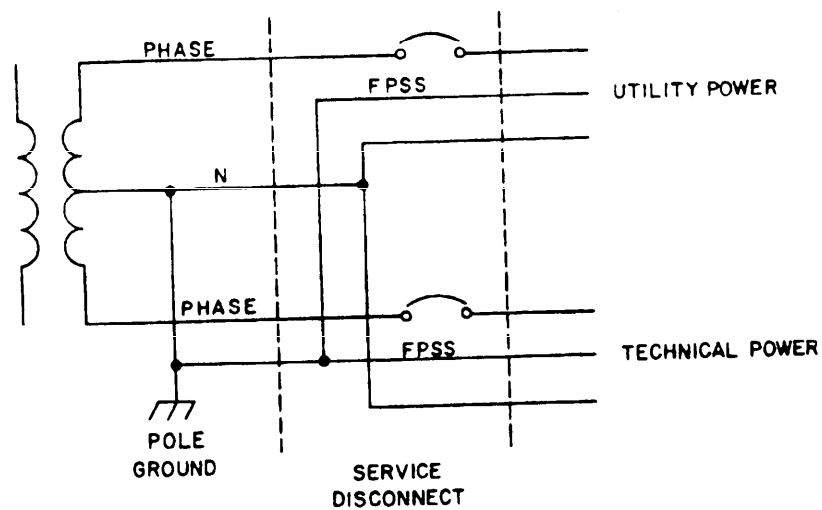 PHASE
FPSS
UTILITY POWER
N
PHASE
FPSS
TECHNICAL POWER
POLE
GROUND
SERVICE
DISCONNECT